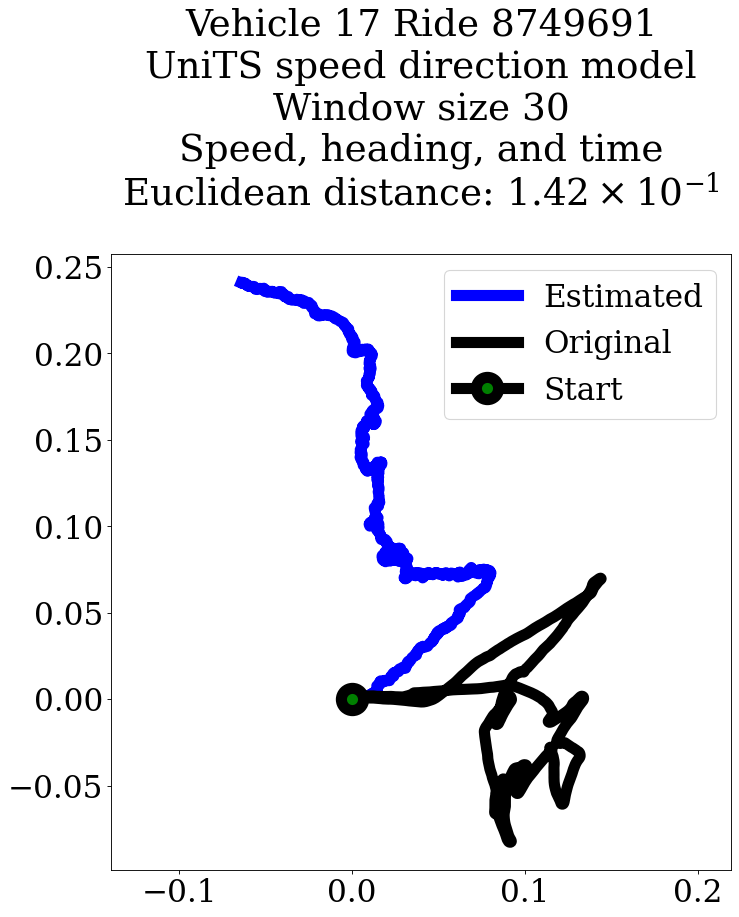 Vehicle 17 Ride 8749691
UniTS speed direction model
Window size 30
Speed, heading, and time
Euclidean distance: 1.42 × 10⁻¹
0.25
0.20
0.15
0.10
0.05
0.00
−0.05
Estimated
Original
Start
−0.1
0.0
0.1
0.2